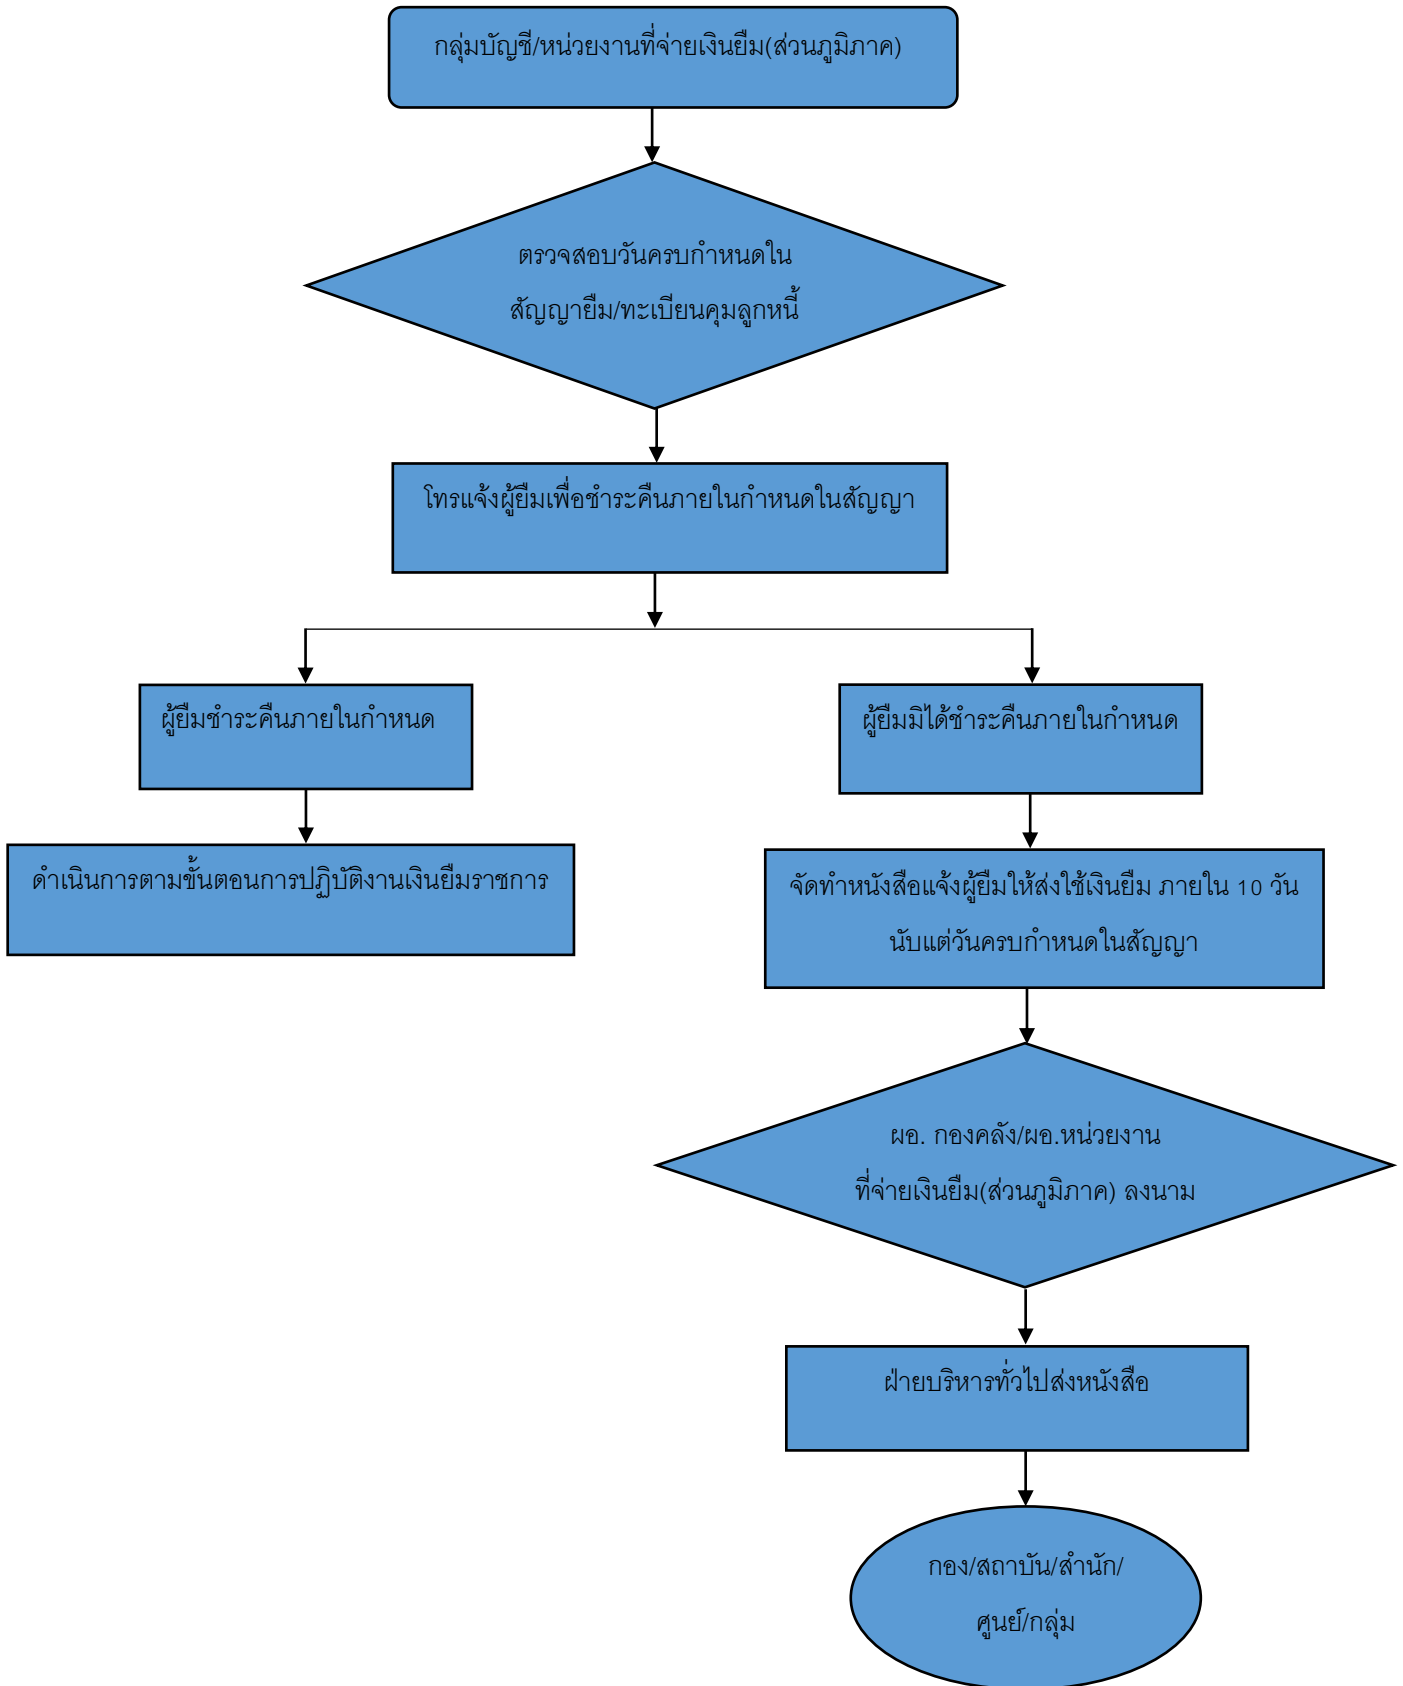 กลุ่มบัญชี/หน่วยงานที่จ่ายเงินยืม(ส่วนภูมิภาค)
ตรวจสอบวันครบกำหนดใน
สัญญายืม/ทะเบียนคุมลูกหนี้
โทรแจ้งผู้ยืมเพื่อชำระคืนภายในกำหนดในสัญญา
ผู้ยืมชำระคืนภายในกำหนด
ผู้ยืมมิได้ชำระคืนภายในกำหนด
ดำเนินการตามขั้นตอนการปฏิบัติงานเงินยืมราชการ
จัดทำหนังสือแจ้งผู้ยืมให้ส่งใช้เงินยืม ภายใน 10 วัน
นับแต่วันครบกำหนดในสัญญา
ผอ. กองคลัง/ผอ.หน่วยงาน
ที่จ่ายเงินยืม(ส่วนภูมิภาค) ลงนาม
ฝ่ายบริหารทั่วไปส่งหนังสือ
กอง/สถาบัน/สำนัก/
ศูนย์/กลุ่ม